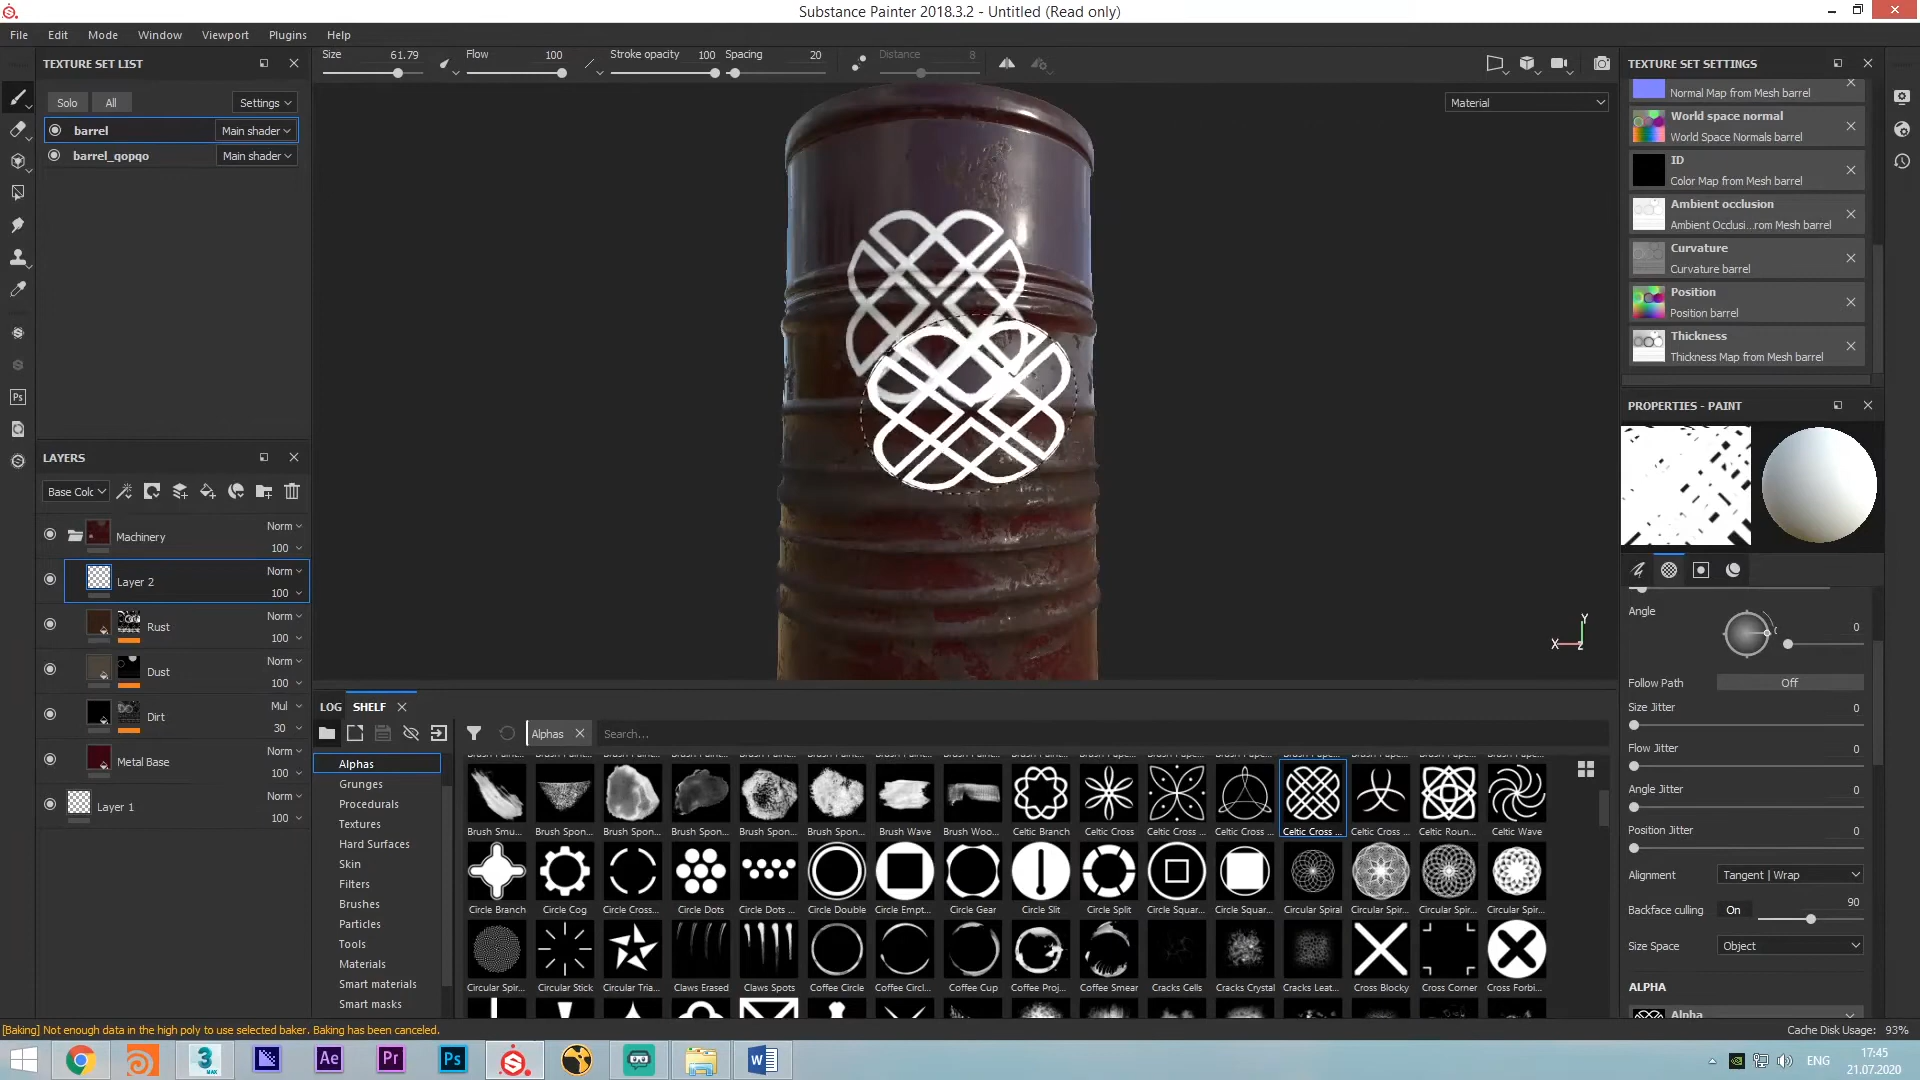 Substance Painter 2018.3.2 - Untitled (Read only)
File Edit Mode Window Viewport Plugins Help
TEXTURE SET LIST
Solo All Settings
barrel Main shader
barrel_qopqo Main shader
Size 61.79 Flow 100 Stroke opacity 100 Spacing 20 Distance 8
Material
Y
X Z
LAYERS
Base Colc
Machinery Norm 100
Layer 2 Norm 100
Rust Norm 100
Dust Norm 100
Dirt Mul 30
Metal Base Norm 100
Layer 1 Norm 100
TEXTURE SET SETTINGS
Normal Map from Mesh barrel
World space normal
World Space Normals barrel
ID
Color Map from Mesh barrel
Ambient occlusion
Ambient Occlusi...rom Mesh barrel
Curvature
Curvature barrel
Position
Position barrel
Thickness
Thickness Map from Mesh barrel
PROPERTIES - PAINT
Angle 0
Follow Path Off
Size Jitter 0
Flow Jitter 0
Angle Jitter 0
Position Jitter 0
Alignment Tangent | Wrap
Backface culling On 90
Size Space Object
ALPHA
Alpha
LOG SHELF
Alphas Search...
Alphas
Grunges
Procedurals
Textures
Hard Surfaces
Skin
Filters
Brushes
Particles
Tools
Materials
Smart materials
Smart masks
Brush Smu... Brush Spon... Brush Spon... Brush Spon... Brush Spon... Brush Spon... Brush Wave Brush Woo... Celtic Branch Celtic Cross Celtic Cross ... Celtic Cross ... Celtic Cross ... Celtic Cross ... Celtic Roun... Celtic Wave
Circle Branch Circle Cog Circle Cross... Circle Dots Circle Dots ... Circle Double Circle Empt... Circle Gear Circle Slit Circle Split Circle Squar... Circle Squar... Circular Spiral Circular Spir... Circular Spir... Circular Spir...
Circular Spir... Circular Stick Circular Tria... Claws Erased Claws Spots Coffee Circle Coffee Circl... Coffee Cup Coffee Proj... Coffee Smear Cracks Cells Cracks Crystal Cracks Leat... Cross Blocky Cross Corner Cross Forbi...
[Baking] Not enough data in the high poly to use selected baker. Baking has been canceled.
Cache Disk Usage: 93%
3
MAX
Ae Pr Ps
Ps
ENG
17:45
21.07.2020